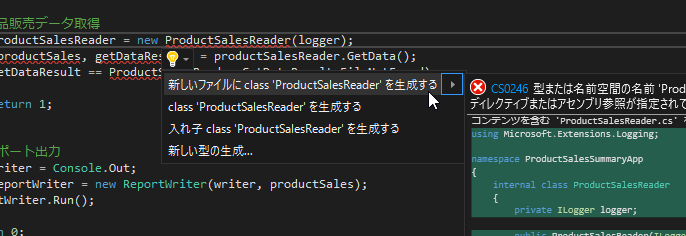 品販売データ取得
roductSalesReader = new ProductSalesReader(logger);
productSales, getDataResult) = productSalesReader.GetData();
etDataResult ==
eturn 1;
ポート出力
riter = Console.Out;
eportWriter = new ReportWriter(writer, productSales);
tWriter.Run();
n 0;
新しいファイルに class 'ProductSalesReader' を生成する
class 'ProductSalesReader' を生成する
入れ子 class 'ProductSalesReader' を生成する
新しい型の生成...
CS0246 型または名前空間の名前 'Pro
ディレクティブまたはアセンブリ参照が指定されて
コンテンツを含む 'ProductSalesReader.cs' を
using Microsoft.Extensions.Logging;
namespace ProductSalesSummaryApp
{
internal class ProductSalesReader
{
private ILogger logger;